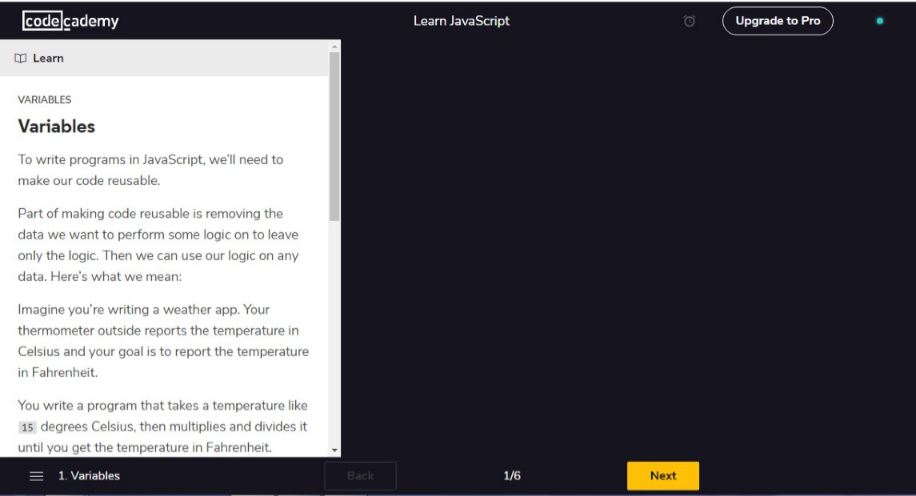 codecademy
Learn JavaScript
Upgrade to Pro
Learn
VARIABLES
Variables
To write programs in JavaScript, we'll need to
make our code reusable.
Part of making code reusable is removing the
data we want to perform some logic on to leave
only the logic. Then we can use our logic on any
data. Here's what we mean:
Imagine you're writing a weather app. Your
thermometer outside reports the temperature in
Celsius and your goal is to report the temperature
in Fahrenheit.
You write a program that takes a temperature like
15 degrees Celsius, then multiplies and divides it
until you get the temperature in Fahrenheit.
1. Variables
Back
1/6
Next